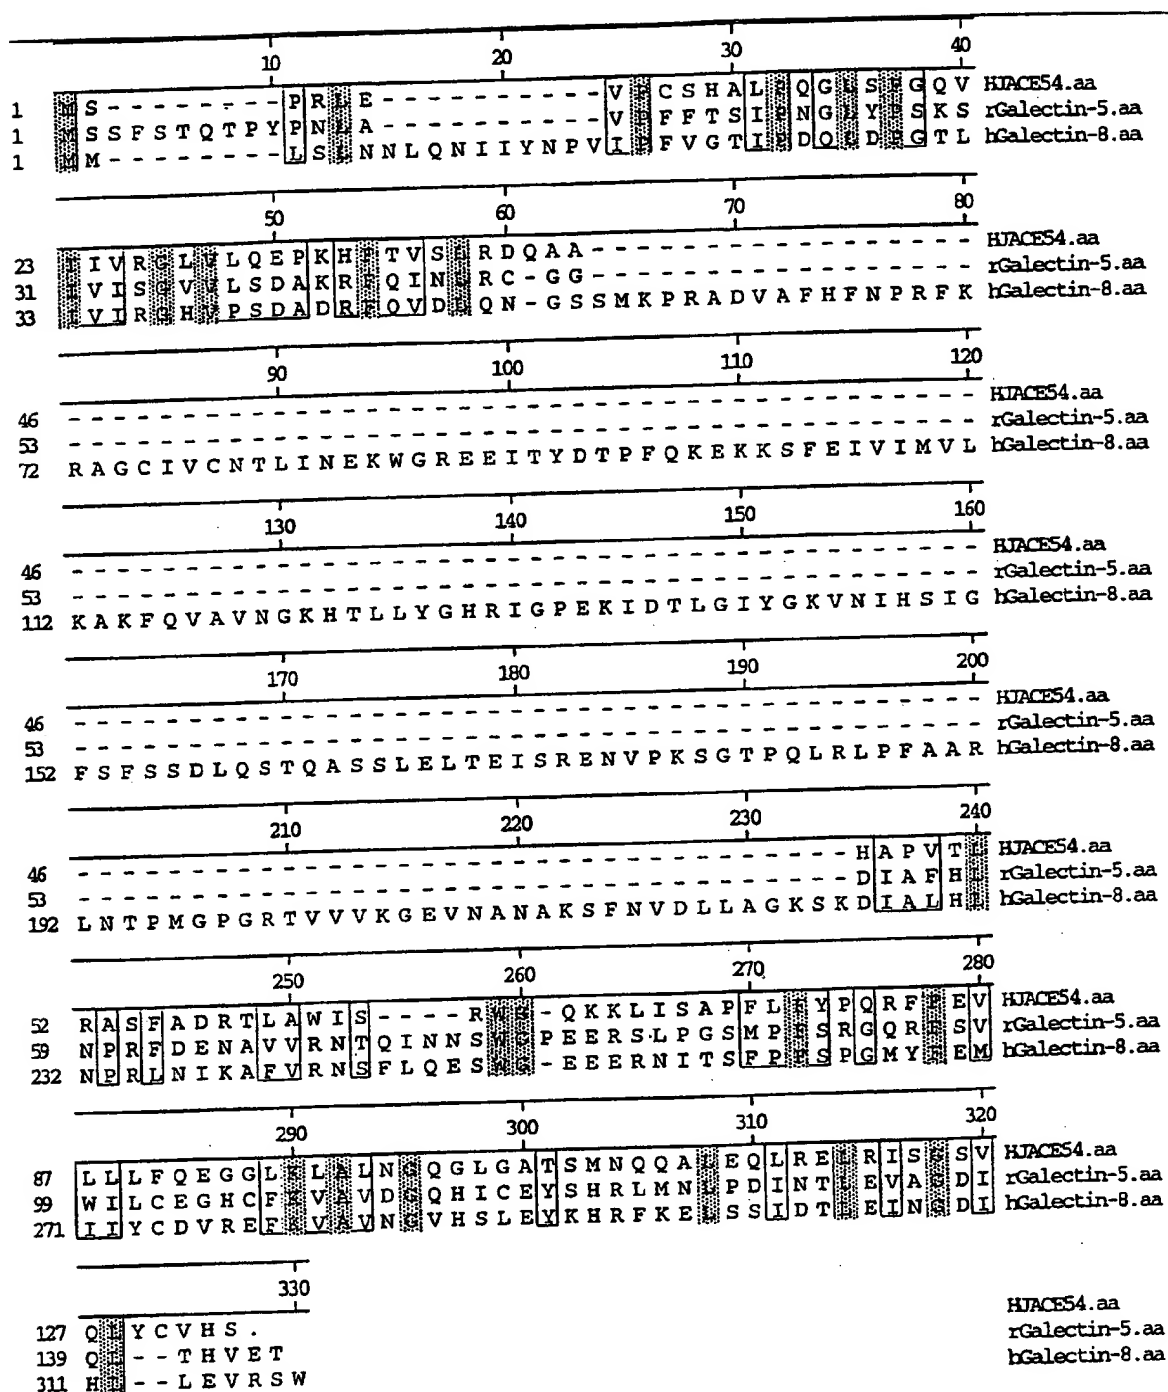 10 20 30 40
1 M S - - - - - - - - P R L E - - - - - - - - - - V P C S H A L P Q G L S P G Q V HJACE54.aa
1 M S S F S T Q T P Y P N L A - - - - - - - - - - V P F F T S I P N G L Y P S K S rGalectin-5.aa
1 M M - - - - - - - - L S L N N L Q N I I Y N P V I P F V G T I P D Q L D P G T L hGalectin-8.aa
50 60 70 80
23 I I V R G L V L Q E P K H F T V S L R D Q A A - - - - - - - - - - - - - - - - - HJACE54.aa
31 I V I S G V V L S D A K R F Q I N L R C - G G - - - - - - - - - - - - - - - - - rGalectin-5.aa
33 I V I R G H V P S D A D R F Q V D L Q N - G S S M K P R A D V A F H F N P R F K hGalectin-8.aa
90 100 110 120
46 - - - - - - - - - - - - - - - - - - - - - - - - - - - - - - - - - - - - - - - - HJACE54.aa
53 - - - - - - - - - - - - - - - - - - - - - - - - - - - - - - - - - - - - - - - - rGalectin-5.aa
72 R A G C I V C N T L I N E K W G R E E I T Y D T P F Q K E K K S F E I V I M V L hGalectin-8.aa
130 140 150 160
46 - - - - - - - - - - - - - - - - - - - - - - - - - - - - - - - - - - - - - - - - HJACE54.aa
53 - - - - - - - - - - - - - - - - - - - - - - - - - - - - - - - - - - - - - - - - rGalectin-5.aa
112 K A K F Q V A V N G K H T L L Y G H R I G P E K I D T L G I Y G K V N I H S I G hGalectin-8.aa
170 180 190 200
46 - - - - - - - - - - - - - - - - - - - - - - - - - - - - - - - - - - - - - - - - HJACE54.aa
53 - - - - - - - - - - - - - - - - - - - - - - - - - - - - - - - - - - - - - - - - rGalectin-5.aa
152 F S F S S D L Q S T Q A S S L E L T E I S R E N V P K S G T P Q L R L P F A A R hGalectin-8.aa
210 220 230 240
46 - - - - - - - - - - - - - - - - - - - - - - - - - - - - - - - - - - H A P V T L HJACE54.aa
53 - - - - - - - - - - - - - - - - - - - - - - - - - - - - - - - - - - D I A F H L rGalectin-5.aa
192 L N T P M G P G R T V V V K G E V N A N A K S F N V D L L A G K S K D I A L H L hGalectin-8.aa
250 260 270 280
52 R A S F A D R T L A W I S - - - - R W G - Q K K L I S A P F L F Y P Q R F F E V HJACE54.aa
59 N P R F D E N A V V R N T Q I N N S W G P E E R S L P G S M P F S R G Q R F S V rGalectin-5.aa
232 N P R L N I K A F V R N S F L Q E S W G - E E E R N I T S F P F S P G M Y F E M hGalectin-8.aa
290 300 310 320
87 L L L F Q E G G L K L A L N G Q G L G A T S M N Q Q A L E Q L R E L R I S G S V HJACE54.aa
99 W I L C E G H C F K V A V D G Q H I C E Y S H R L M N L P D I N T L E V A G D I rGalectin-5.aa
271 I I Y C D V R E F K V A V N G V H S L E Y K H R F K E L S S I D T L E I N G D I hGalectin-8.aa
330
127 Q L Y C V H S . HJACE54.aa
139 Q L - - T H V E T rGalectin-5.aa
311 H L - - L E V R S W hGalectin-8.aa